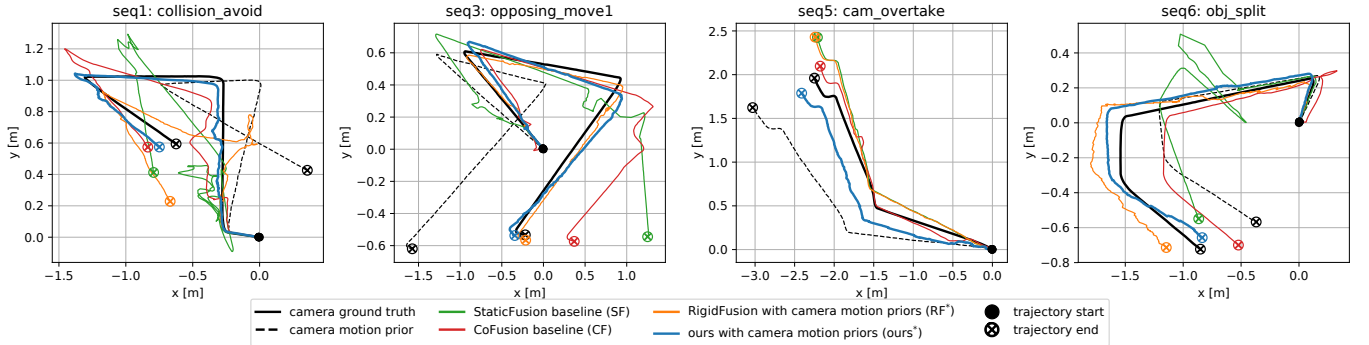 seq1: collision_avoid
seq3: opposing_move1
seq5: cam_overtake
seq6: obj_split
y [m]
1.2
1.0
0.8
0.6
0.4
0.2
0.0
−1.5
−1.0
−0.5
0.0
x [m]
y [m]
0.6
0.4
0.2
0.0
−0.2
−0.4
−0.6
−1.5
−1.0
−0.5
0.0
0.5
1.0
x [m]
y [m]
2.5
2.0
1.5
1.0
0.5
0.0
−3.0
−2.5
−2.0
−1.5
−1.0
−0.5
0.0
x [m]
y [m]
0.6
0.4
0.2
0.0
−0.2
−0.4
−0.6
−0.8
−1.5
−1.0
−0.5
0.0
x [m]
camera ground truth
camera motion prior
StaticFusion baseline (SF)
CoFusion baseline (CF)
RigidFusion with camera motion priors (RF*)
ours with camera motion priors (ours*)
trajectory start
trajectory end